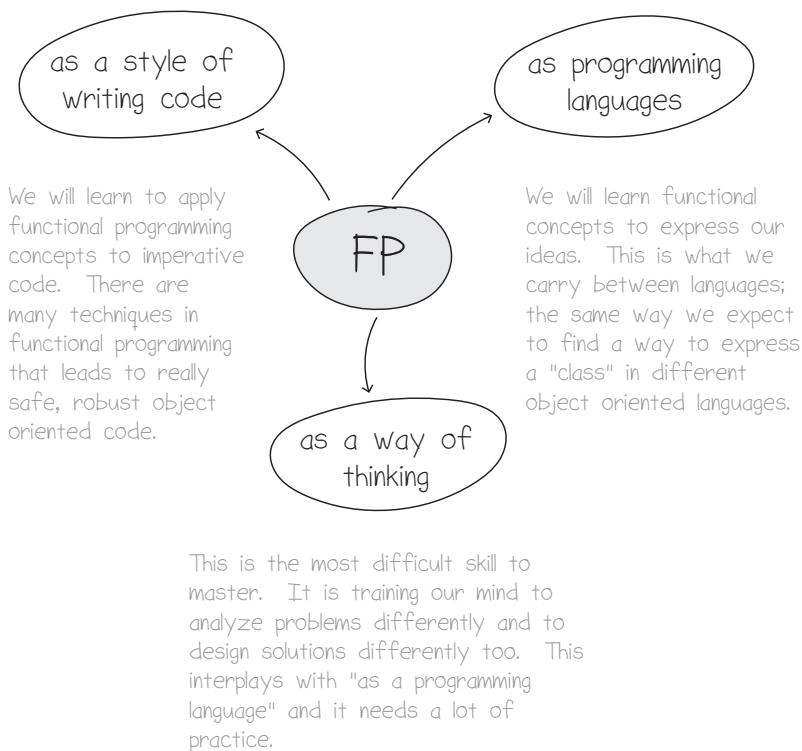 as a style of
writing code
as programming
languages
We will learn to apply
functional programming
concepts to imperative
code. There are
many techniques in
functional programming
that leads to really
safe, robust object
oriented code.
FP
We will learn functional
concepts to express our
ideas. This is what we
carry between languages;
the same way we expect
to find a way to express
a "class" in different
object oriented languages.
as a way of
thinking
This is the most difficult skill to
master. It is training our mind to
analyze problems differently and to
design solutions differently too. This
interplays with "as a programming
language" and it needs a lot of
practice.